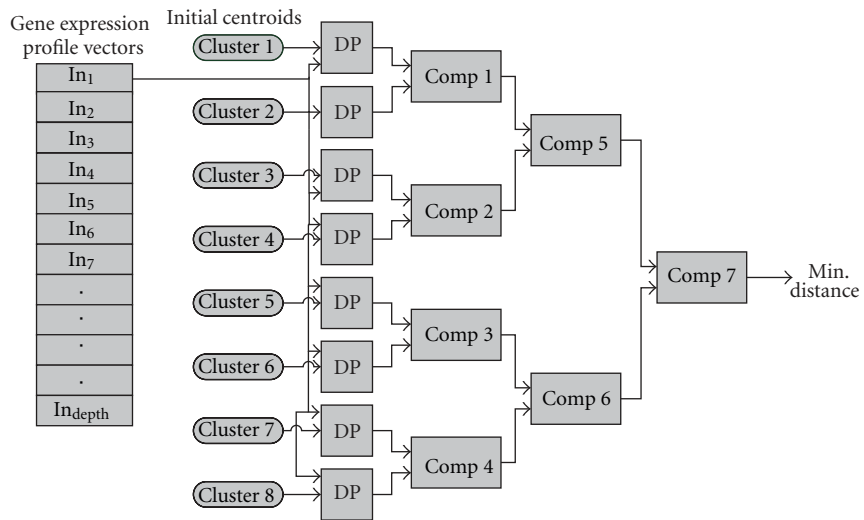 Gene expression
profile vectors
In1
In2
In3
In4
In5
In6
In7
.
.
.
.
Indepth
Initial centroids
Cluster 1
Cluster 2
Cluster 3
Cluster 4
Cluster 5
Cluster 6
Cluster 7
Cluster 8
DP
DP
DP
DP
DP
DP
DP
DP
Comp 1
Comp 2
Comp 3
Comp 4
Comp 5
Comp 6
Comp 7
Min.
distance